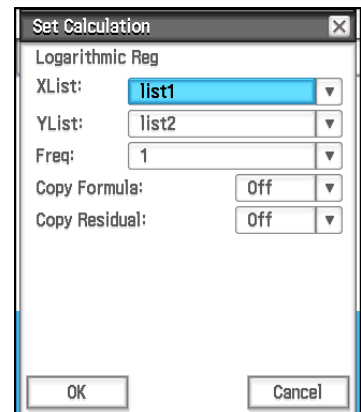 Set Calculation
Logarithmic Reg
XList: list1
YList: list2
Freq: 1
Copy Formula: Off
Copy Residual: Off
OK Cancel